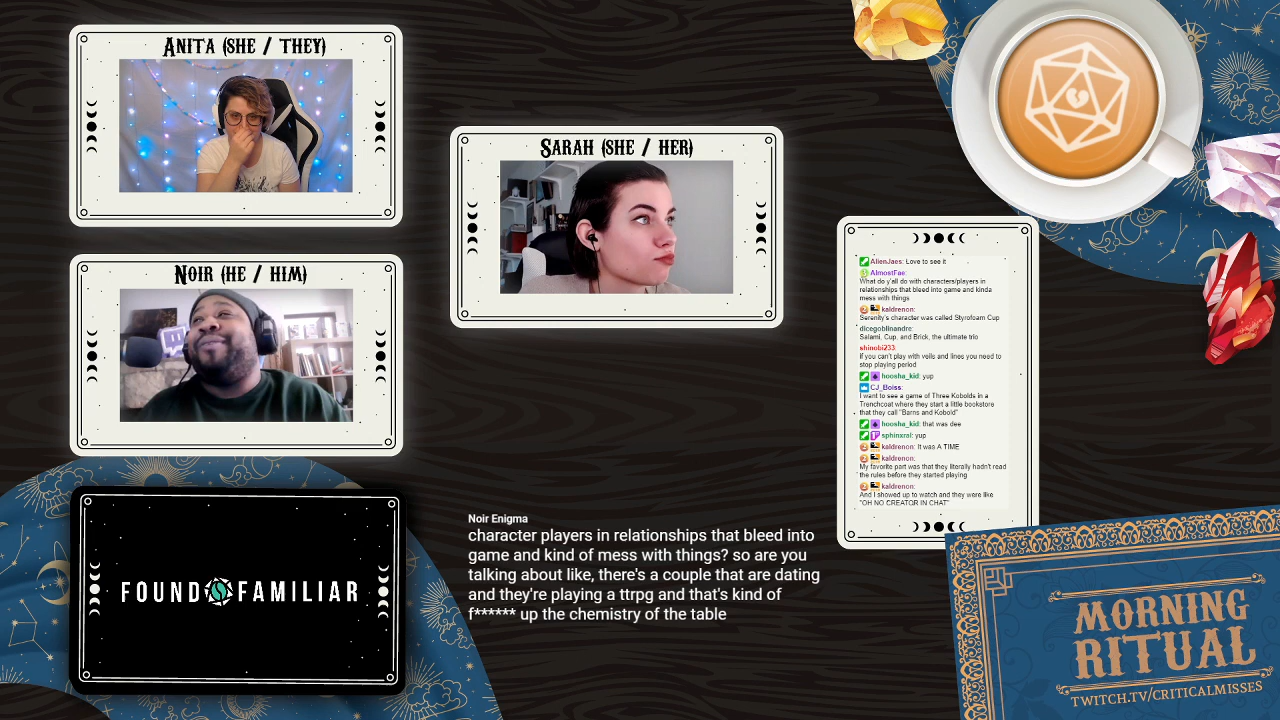 ANITA (SHE / THEY)
SARAH (SHE / HER)
NOIR (HE / HIM)
AlienJaes: Love to see it
AlmostFae:
What do y'all do with characters/players in
relationships that bleed into game and kinda
mess with things
kaldrenon:
Serenity's character was called Styrofoam Cup
dicegoblinandre:
Salami, Cup, and Brick, the ultimate trio
shinobi233:
if you can't play with veils and lines you need to
stop playing period
hoosha_kid: yup
CJ_Boiss:
I want to see a game of Three Kobolds in a
Trenchcoat where they start a little bookstore
that they call "Barns and Kobold"
hoosha_kid: that was dee
sphinxral: yup
kaldrenon: It was A TIME
kaldrenon:
My favorite part was that they literally hadn't read
the rules before they started playing
kaldrenon:
And I showed up to watch and they were like
"OH NO CREATOR IN CHAT"
FOUND FAMILIAR
Noir Enigma
character players in relationships that bleed into
game and kind of mess with things? so are you
talking about like, there's a couple that are dating
and they're playing a ttrpg and that's kind of
f****** up the chemistry of the table
MORNING
RITUAL
TWITCH.TV/CRITICALMISSES